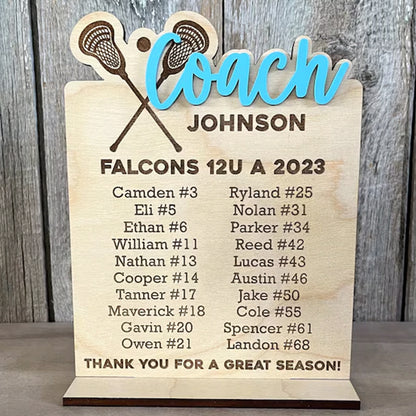 Coach
JOHNSON
FALCONS 12U A 2023
Camden #3 Ryland #25
Eli #5 Nolan #31
Ethan #6 Parker #34
William #11 Reed #42
Nathan #13 Lucas #43
Cooper #14 Austin #46
Tanner #17 Jake #50
Maverick #18 Cole #55
Gavin #20 Spencer #61
Owen #21 Landon #68
THANK YOU FOR A GREAT SEASON!